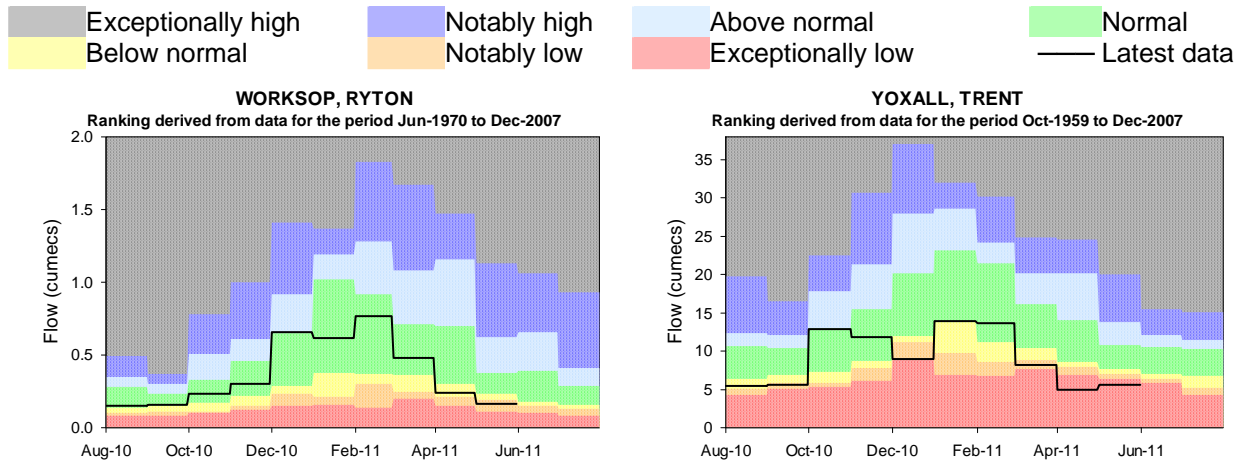 Exceptionally high Notably high Above normal Normal
Below normal Notably low Exceptionally low Latest data
WORKSOP, RYTON
Ranking derived from data for the period Jun-1970 to Dec-2007
2.0
1.5
1.0
0.5
0.0
Flow (cumecs)
Aug-10 Oct-10 Dec-10 Feb-11 Apr-11 Jun-11
YOXALL, TRENT
Ranking derived from data for the period Oct-1959 to Dec-2007
35
30
25
20
15
10
5
0
Flow (cumecs)
Aug-10 Oct-10 Dec-10 Feb-11 Apr-11 Jun-11